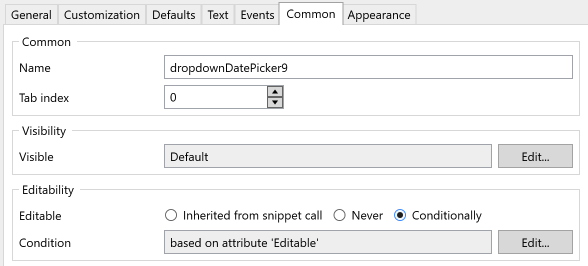 General Customization Defaults Text Events Common Appearance
Common
Name dropdownDatePicker9
Tab index 0
Visibility
Visible Default Edit...
Editability
Editable Inherited from snippet call Never Conditionally
Condition based on attribute 'Editable' Edit...